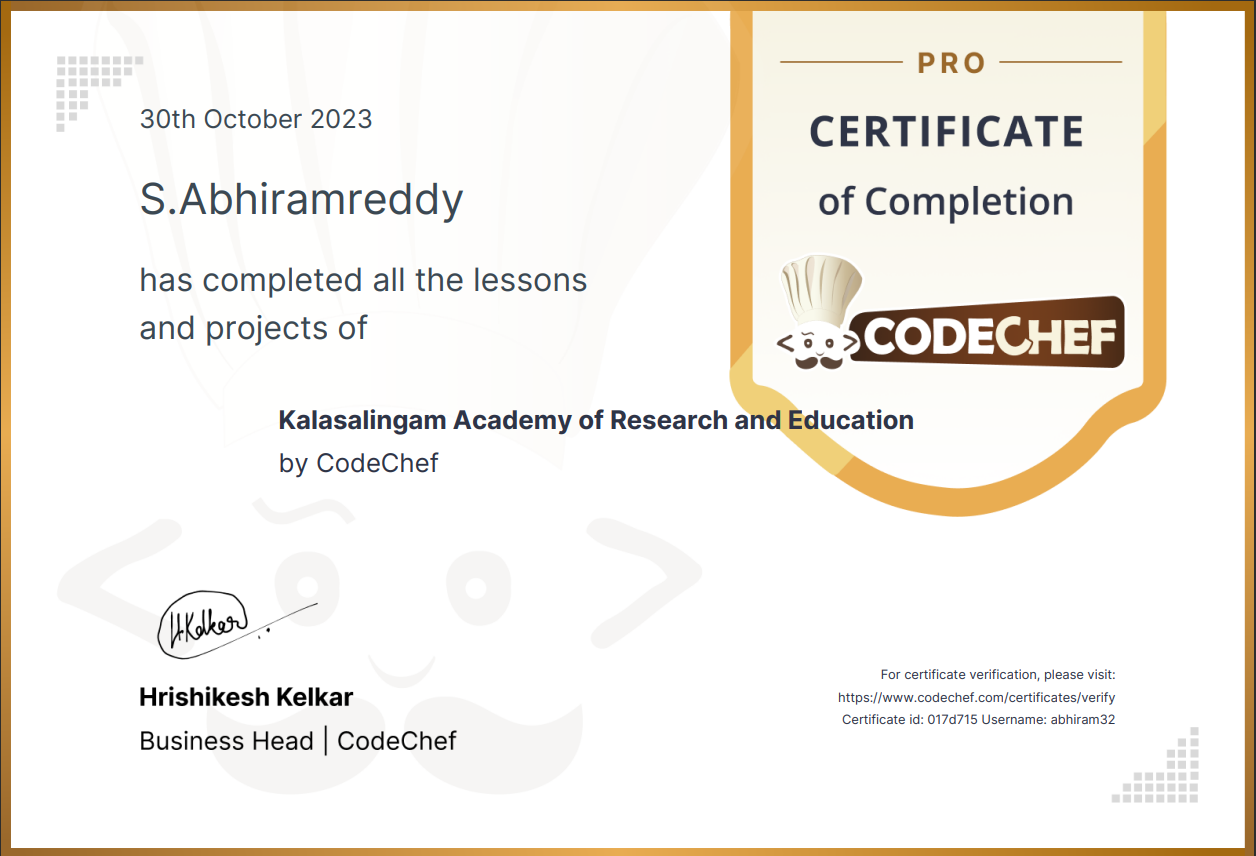 30th October 2023
S.Abhiramreddy
has completed all the lessons
and projects of
Kalasalingam Academy of Research and Education
by CodeChef
PRO
CERTIFICATE
of Completion
CODECHEF
H.Kelkar
Hrishikesh Kelkar
Business Head | CodeChef
For certificate verification, please visit:
https://www.codechef.com/certificates/verify
Certificate id: 017d715 Username: abhiram32